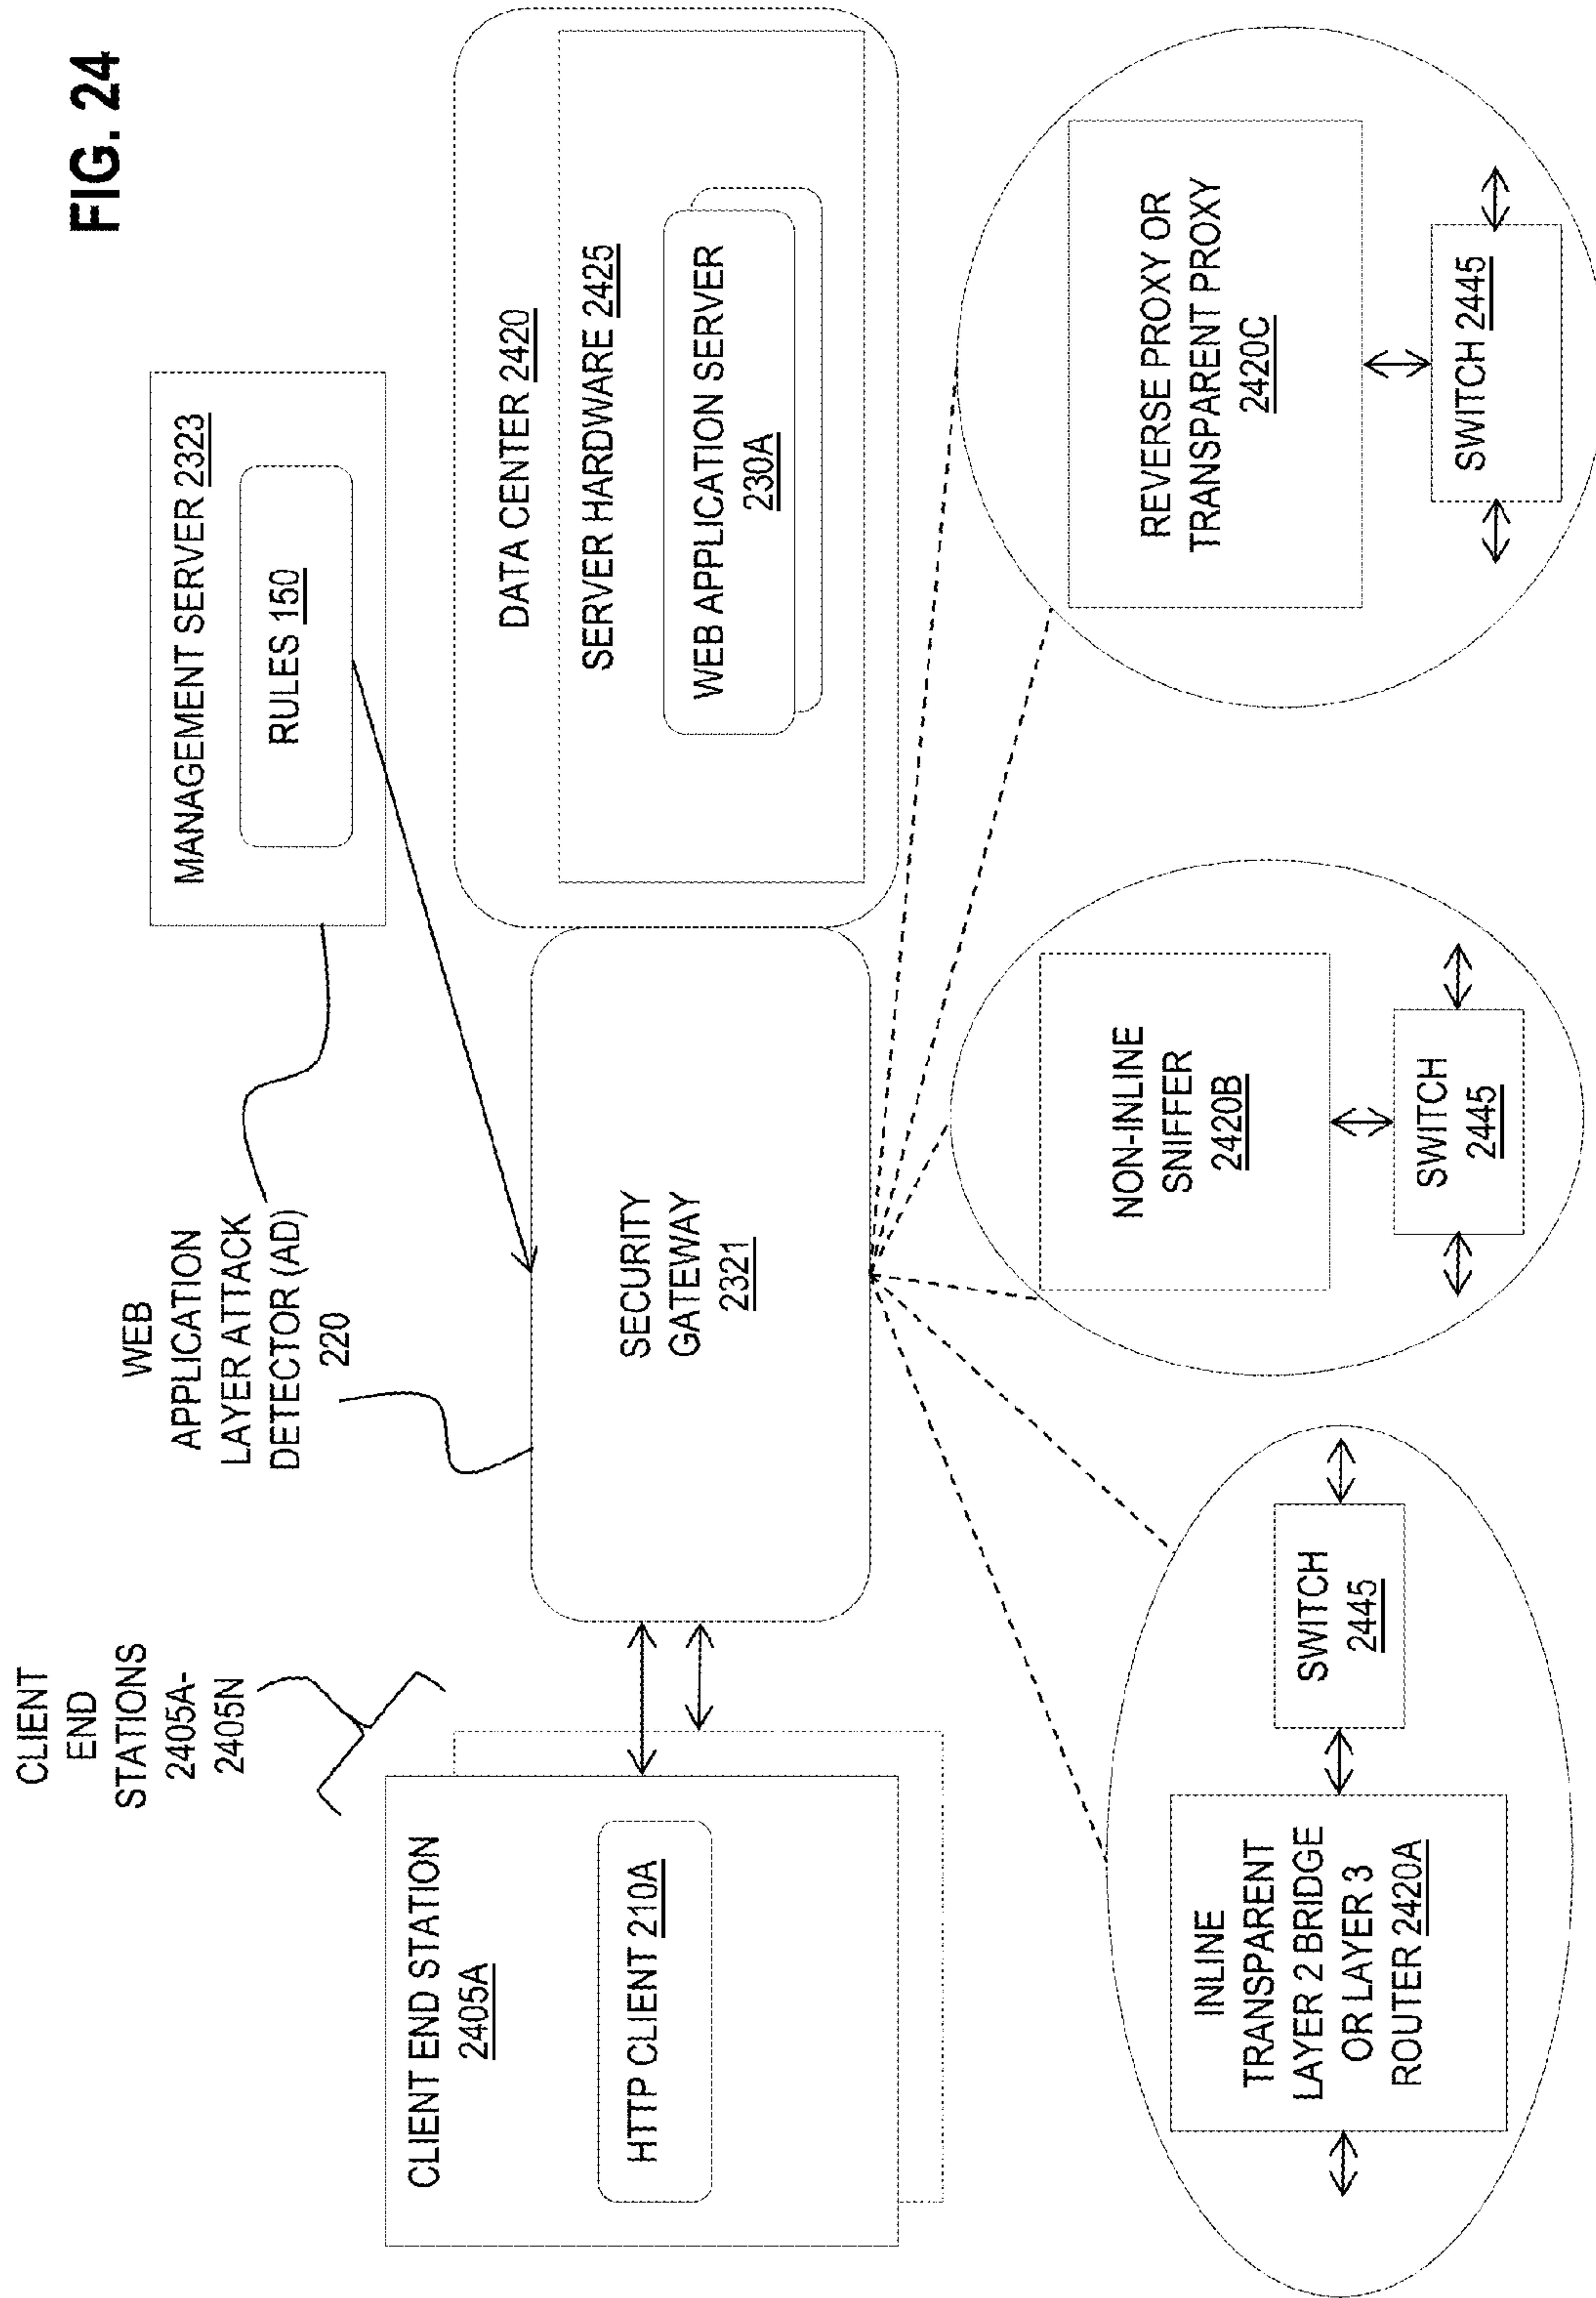 FIG. 24
CLIENT
END
STATIONS
2405A-
2405N
WEB
APPLICATION
LAYER ATTACK
DETECTOR (AD)
220
MANAGEMENT SERVER 2323
RULES 150
CLIENT END STATION
2405A
HTTP CLIENT 210A
SECURITY
GATEWAY
2321
DATA CENTER 2420
SERVER HARDWARE 2425
WEB APPLICATION SERVER
230A
INLINE
TRANSPARENT
LAYER 2 BRIDGE
OR LAYER 3
ROUTER 2420A
SWITCH
2445
NON-INLINE
SNIFFER
2420B
SWITCH
2445
REVERSE PROXY OR
TRANSPARENT PROXY
2420C
SWITCH 2445